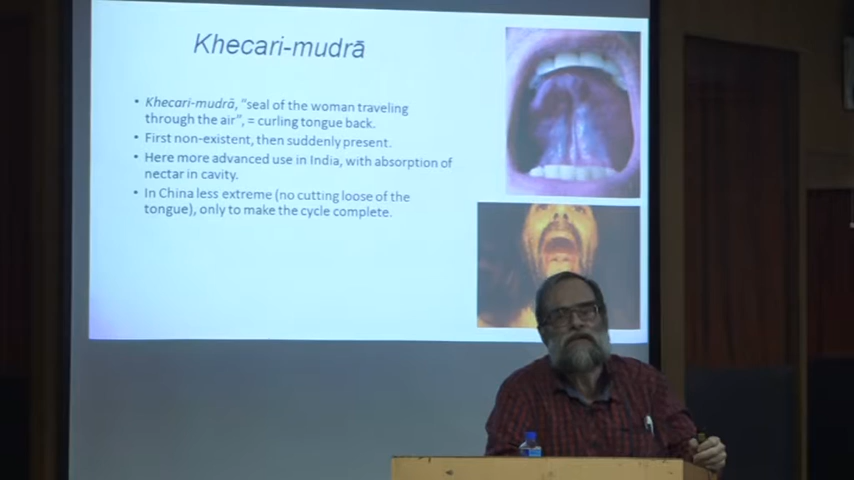 Khecari-mudrā
• Khecari-mudrā, "seal of the woman traveling
through the air", = curling tongue back.
• First non-existent, then suddenly present.
• Here more advanced use in India, with absorption of
nectar in cavity.
• In China less extreme (no cutting loose of the
tongue), only to make the cycle complete.